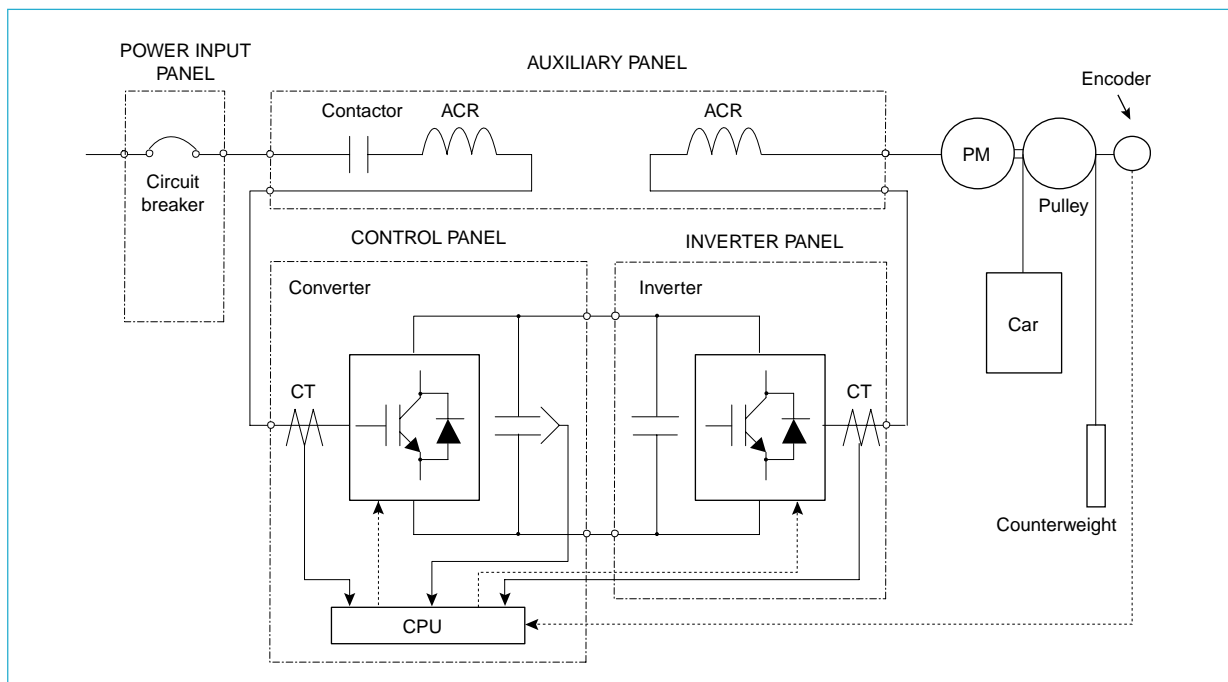 POWER INPUT
PANEL
AUXILIARY PANEL
Encoder
Contactor
ACR
ACR
PM
Circuit
breaker
Pulley
CONTROL PANEL
INVERTER PANEL
Converter
Inverter
Car
CT
CT
Counterweight
CPU